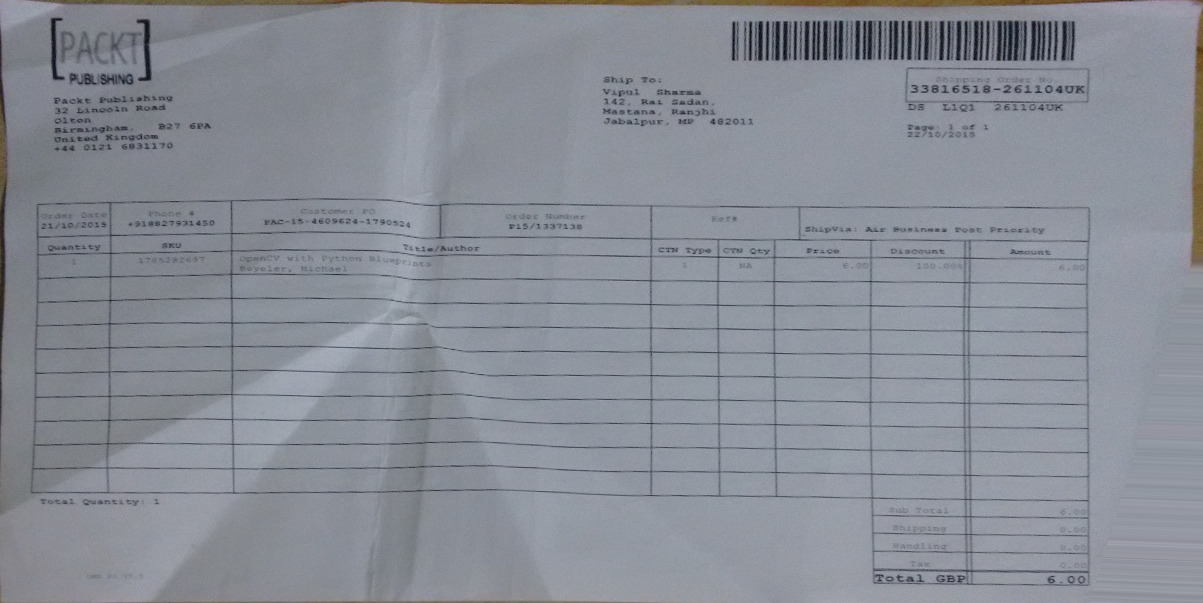 PACKT
PUBLISHING
Packt Publishing
32 Lincoln Road
Olton
Birmingham, B27 6PA
United Kingdom
+44 0121 6831170
Ship To:
Vipul Sharma
142, Rai Sadan,
Mastana, Ranjhi
Jabalpur, MP 482011
Shipping Order No.
33816518-261104UK
DS L1Q1 261104UK
Page: 1 of 1
22/10/2015
Order Date Phone # Customer PO Order Number Ref#
21/10/2015 +918827931450 PAC-15-4609624-1790524 P15/1337138 ShipVia: Air Business Post Priority
Quantity SKU Title/Author CTN Type CTN Qty Price Discount Amount
1 OpenCV with Python Blueprints 1 NA 6.00 100.00% 6.00
Beyeler, Michael
Total Quantity: 1
Sub Total 6.00
Shipping 0.00
Handling 0.00
Tax 0.00
Total GBP 6.00